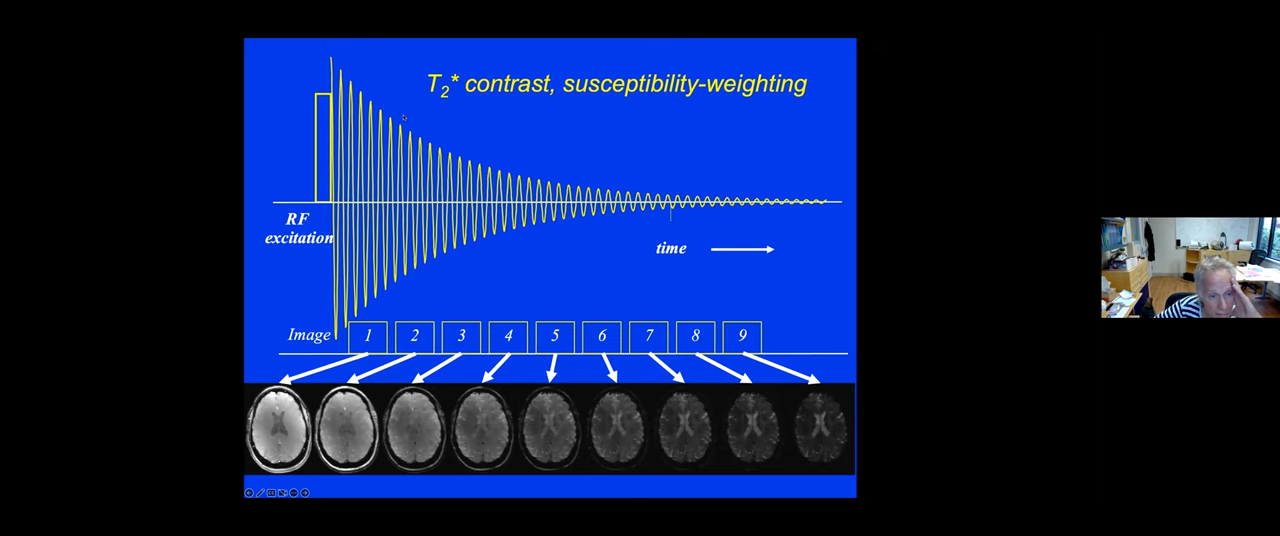 T2* contrast, susceptibility-weighting
RF
excitation
time
Image 1 2 3 4 5 6 7 8 9